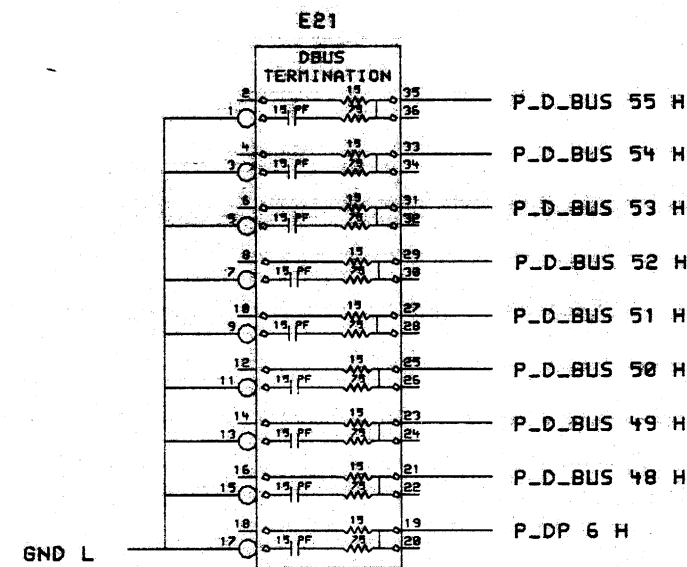 E21
DBUS
TERMINATION
2 15 35 P_D_BUS 55 H
1 15 PF 75 36
4 15 33 P_D_BUS 54 H
3 15 PF 75 34
6 15 31 P_D_BUS 53 H
5 15 PF 75 32
8 15 29 P_D_BUS 52 H
7 15 PF 75 30
10 15 27 P_D_BUS 51 H
9 15 PF 75 28
12 15 25 P_D_BUS 50 H
11 15 PF 75 26
14 15 23 P_D_BUS 49 H
13 15 PF 75 24
16 15 21 P_D_BUS 48 H
15 15 PF 75 22
18 15 19 P_DP 6 H
GND L 17 15 PF 75 20